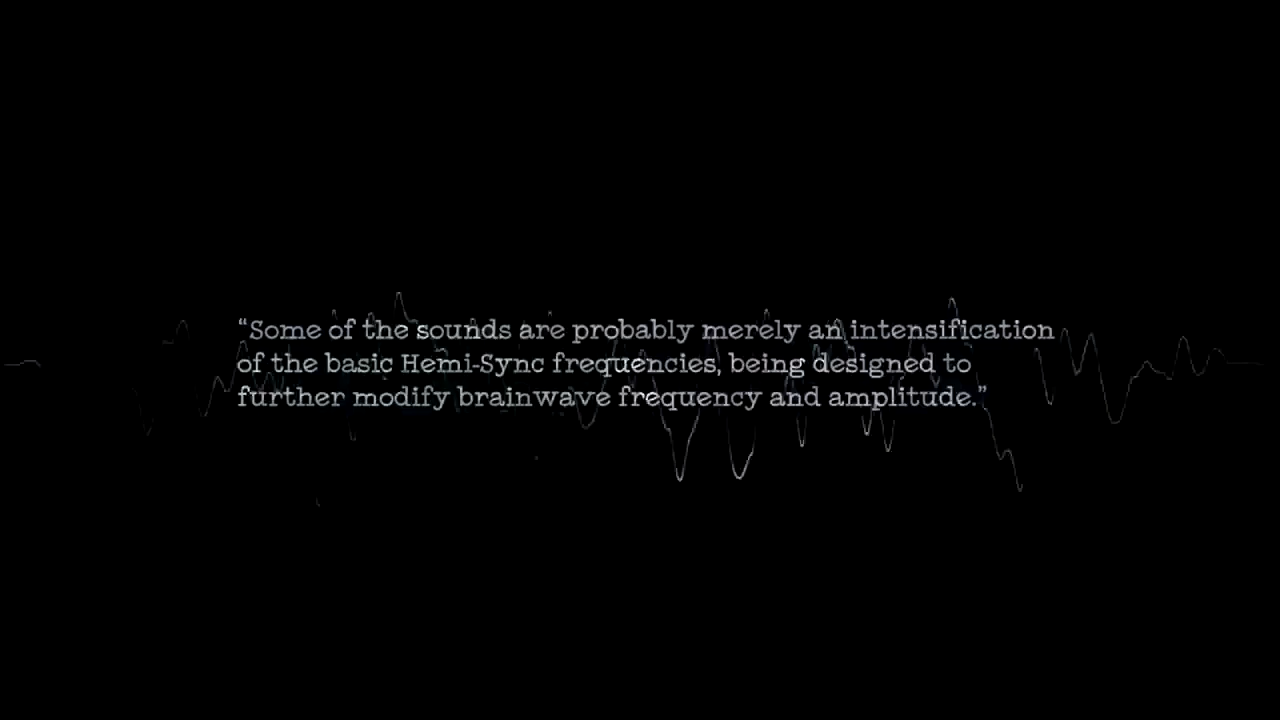 “Some of the sounds are probably merely an intensification
of the basic Hemi-Sync frequencies, being designed to
further modify brainwave frequency and amplitude.”